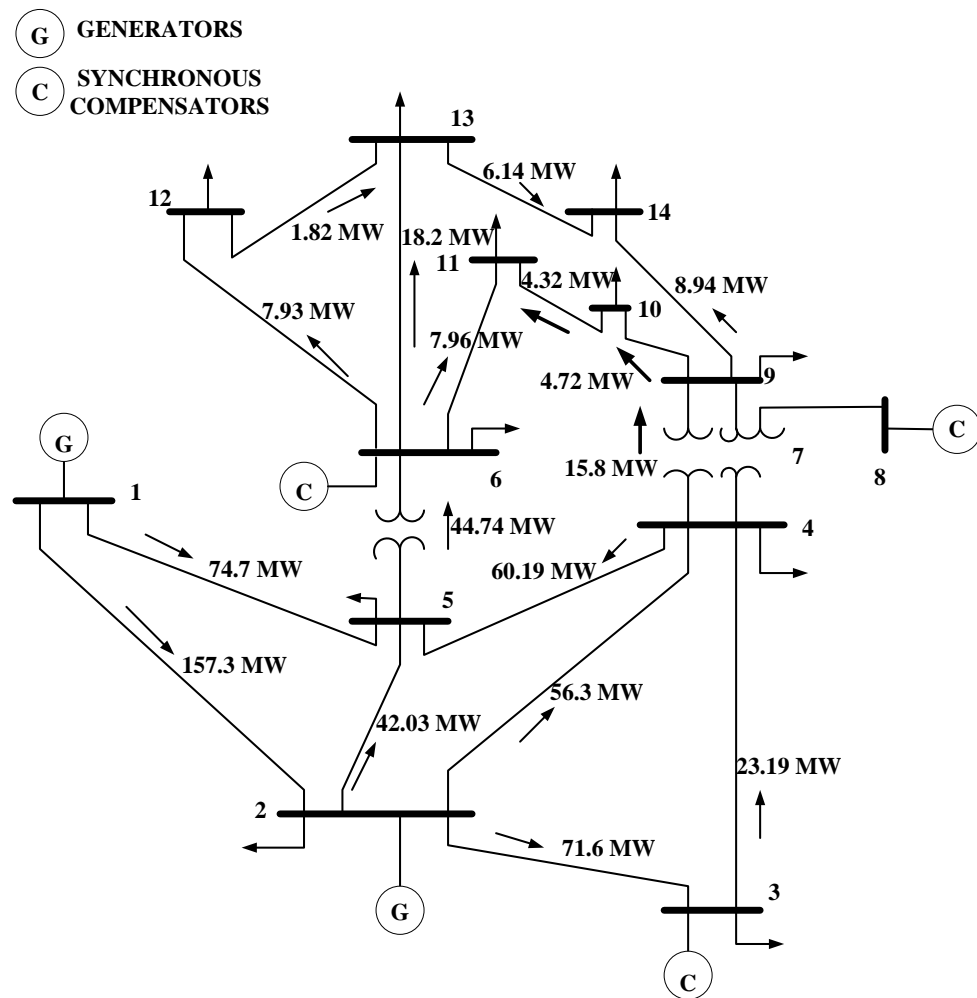 G GENERATORS
C SYNCHRONOUS
COMPENSATORS
13
12
6.14 MW
14
1.82 MW
18.2 MW
11
4.32 MW
10
8.94 MW
7.93 MW
7.96 MW
4.72 MW
9
G
C
7
15.8 MW
8
C
6
1
44.74 MW
4
74.7 MW
60.19 MW
5
157.3 MW
56.3 MW
42.03 MW
23.19 MW
2
71.6 MW
3
G
C